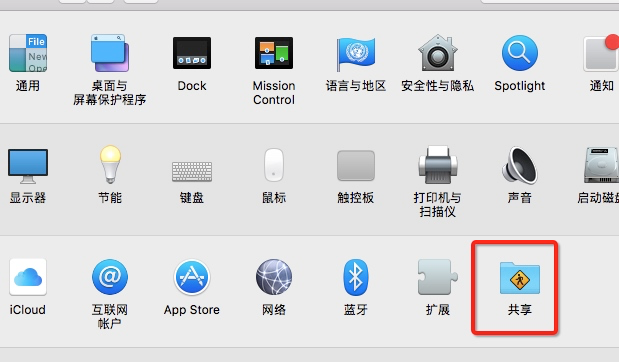 File
New
Ope
通用
桌面与
屏幕保护程序
Dock
Mission
Control
语言与地区
安全性与隐私
Spotlight
通知
显示器
节能
键盘
鼠标
触控板
打印机与
扫描仪
声音
启动磁盘
iCloud
@
互联网
帐户
App Store
网络
蓝牙
扩展
共享